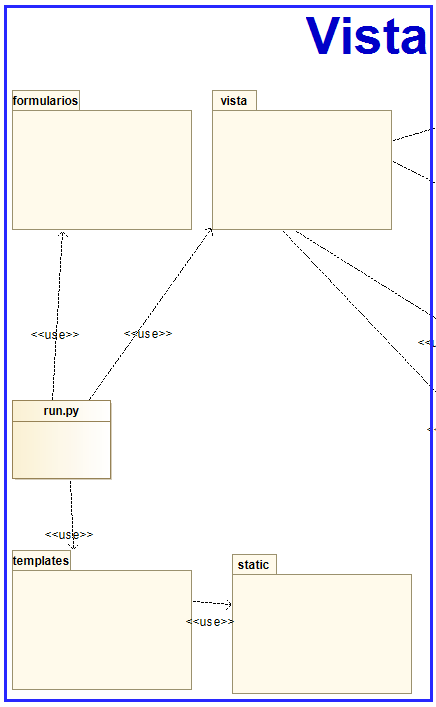 Vista
formularios
vista
<<use>>
<<use>>
run.py
<<use>>
templates
static
<<use>>